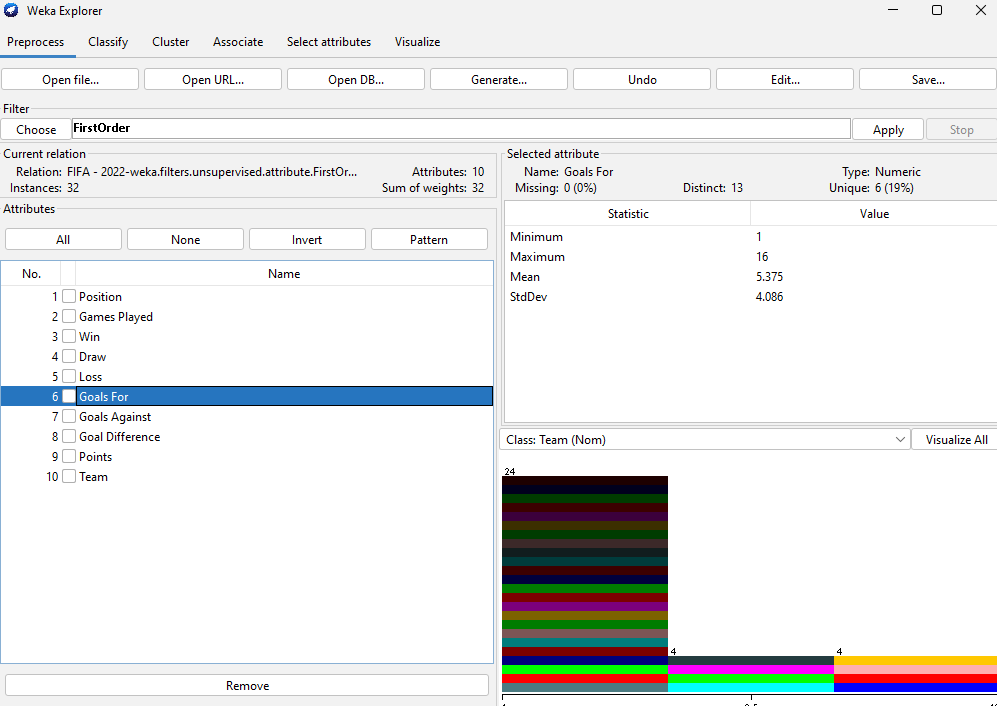 Weka Explorer
Preprocess Classify Cluster Associate Select attributes Visualize
Open file... Open URL... Open DB... Generate... Undo Edit... Save...
Filter
Choose FirstOrder Apply Stop
Current relation
Relation: FIFA - 2022-weka.filters.unsupervised.attribute.FirstOr... Attributes: 10
Instances: 32 Sum of weights: 32
Attributes
All None Invert Pattern
No. Name
1 Position
2 Games Played
3 Win
4 Draw
5 Loss
6 Goals For
7 Goals Against
8 Goal Difference
9 Points
10 Team
Remove
Selected attribute
Name: Goals For Type: Numeric
Missing: 0 (0%) Distinct: 13 Unique: 6 (19%)
Statistic Value
Minimum 1
Maximum 16
Mean 5.375
StdDev 4.086
Class: Team (Nom) Visualize All
24
4 4